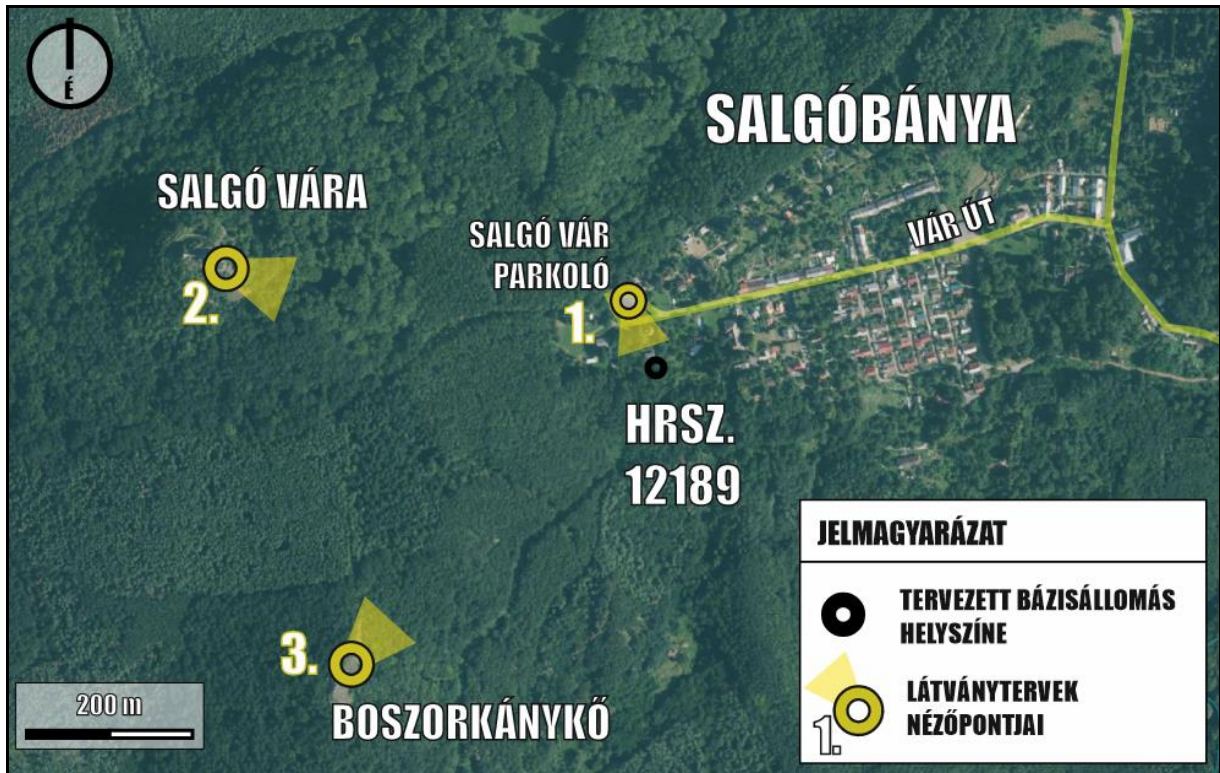 É
SALGÓBÁNYA
SALGÓ VÁRA
SALGÓ VÁR
PARKOLÓ
VÁR ÚT
1.
2.
HRSZ.
12189
3.
BOSZORKÁNYKŐ
200 m
JELMAGYARÁZAT
TERVEZETT BÁZISÁLLOMÁS
HELYSZÍNE
LÁTVÁNYTERVEK
NÉZŐPONTJAI
1.